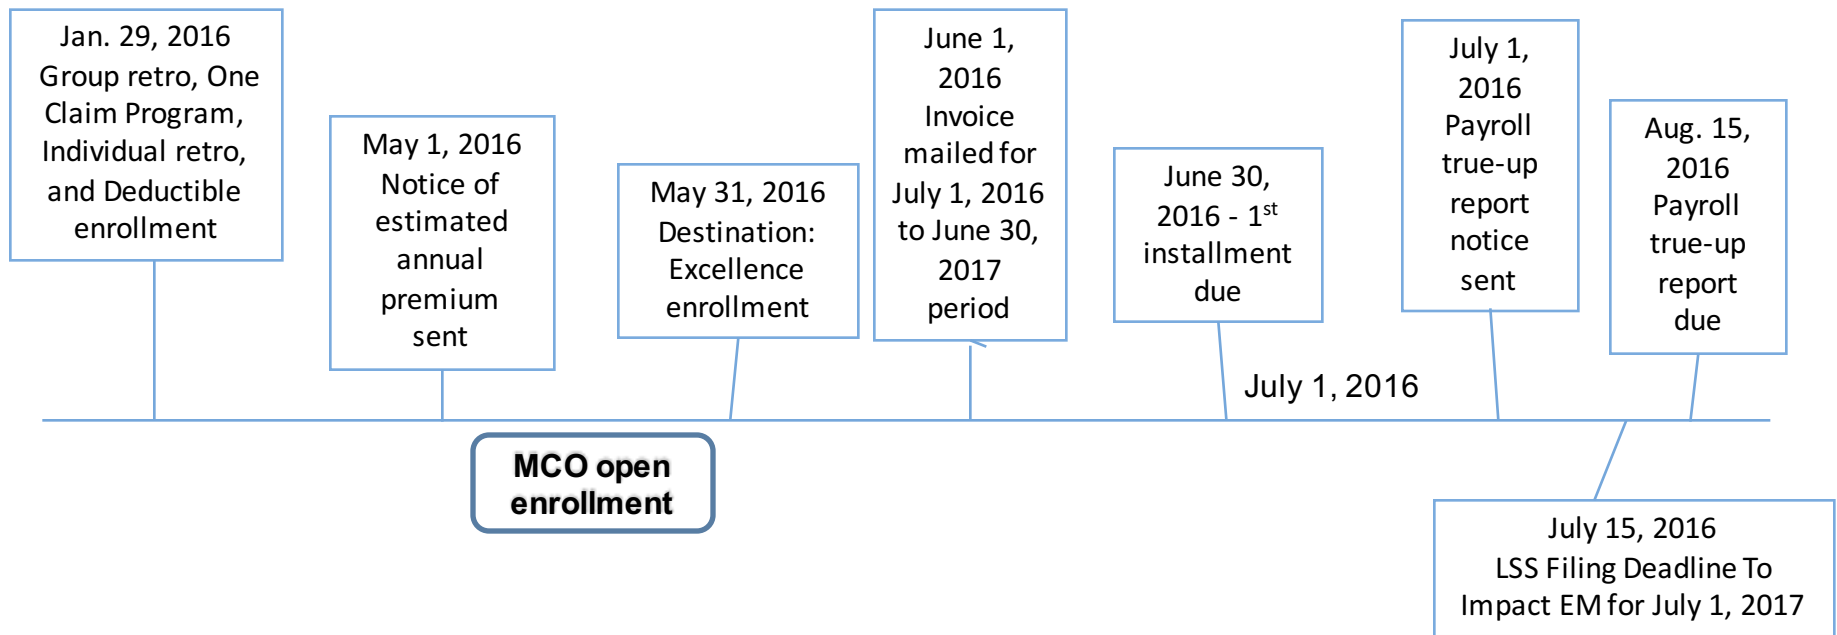 Jan. 29, 2016
Group retro, One
Claim Program,
Individual retro,
and Deductible
enrollment
May 1, 2016
Notice of
estimated
annual
premium
sent
May 31, 2016
Destination:
Excellence
enrollment
June 1,
2016
Invoice
mailed for
July 1, 2016
to June 30,
2017
period
June 30,
2016 - 1st
installment
due
July 1,
2016
Payroll
true-up
report
notice
sent
Aug. 15,
2016
Payroll
true-up
report
due
July 1, 2016
MCO open
enrollment
July 15, 2016
LSS Filing Deadline To
Impact EM for July 1, 2017